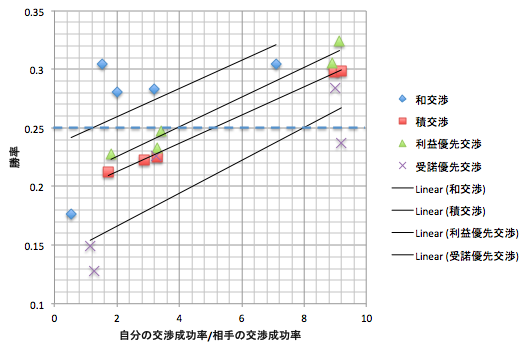 0.35
0.3
0.25
0.2
0.15
0.1
勝率
0
2
4
6
8
10
自分の交渉成功率/相手の交渉成功率
和交渉
積交渉
利益優先交渉
受諾優先交渉
Linear (和交渉)
Linear (積交渉)
Linear (利益優先交渉)
Linear (受諾優先交渉)